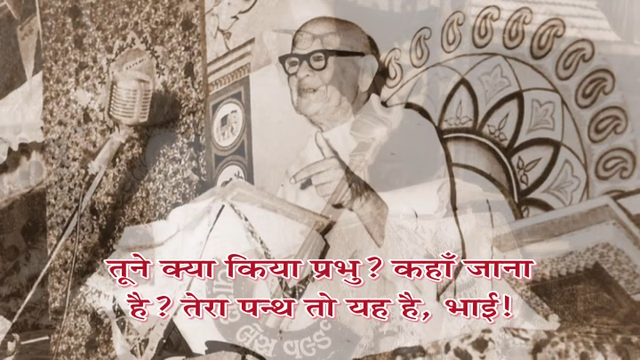 तूने क्या किया प्रभु? कहाँ जाना
है? तेरा पन्थ तो यह है, भाई!